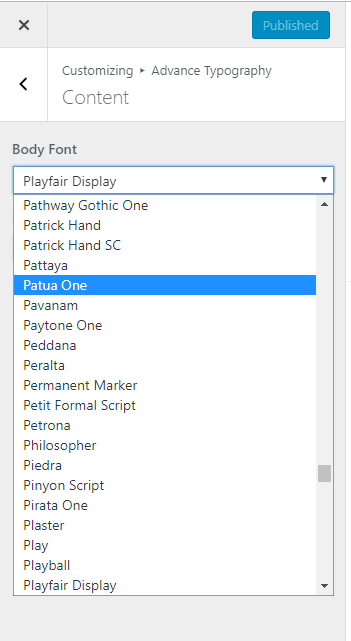 Published
Customizing ▸ Advance Typography
Content
Body Font
Playfair Display
Pathway Gothic One
Patrick Hand
Patrick Hand SC
Pattaya
Patua One
Pavanam
Paytone One
Peddana
Peralta
Permanent Marker
Petit Formal Script
Petrona
Philosopher
Piedra
Pinyon Script
Pirata One
Plaster
Play
Playball
Playfair Display